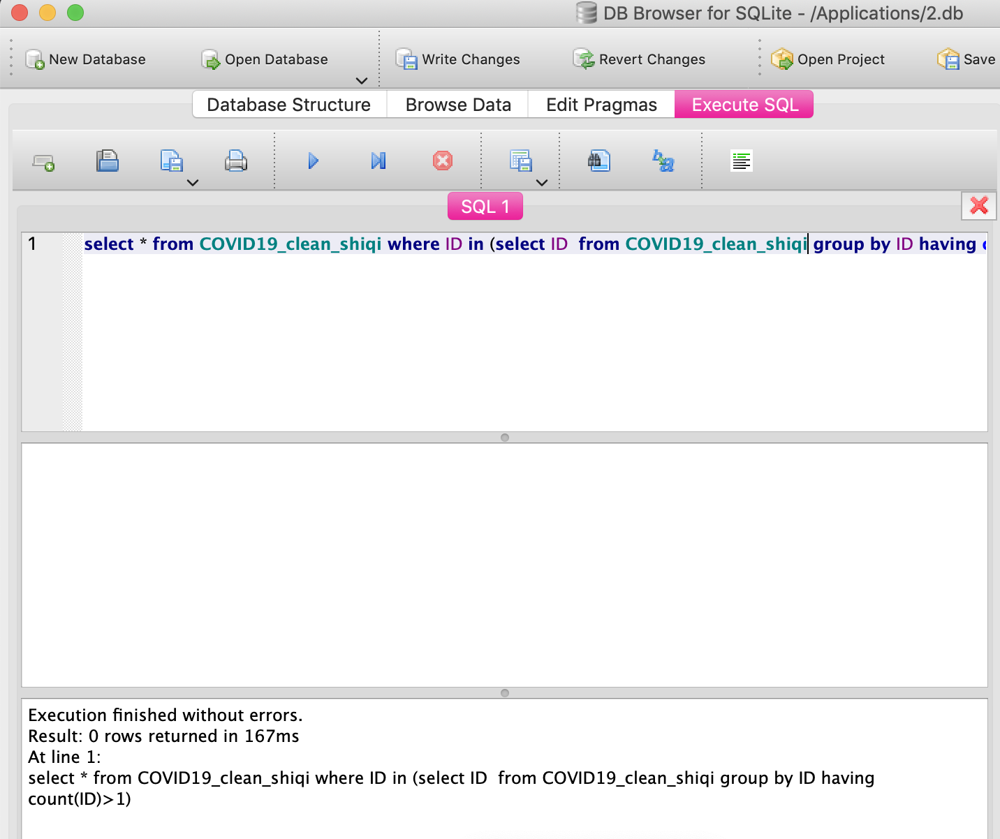 DB Browser for SQLite - /Applications/2.db
New Database Open Database Write Changes Revert Changes Open Project Save
Database Structure Browse Data Edit Pragmas Execute SQL
SQL 1
1 select * from COVID19_clean_shiqi where ID in (select ID  from COVID19_clean_shiqi group by ID having
Execution finished without errors.
Result: 0 rows returned in 167ms
At line 1:
select * from COVID19_clean_shiqi where ID in (select ID  from COVID19_clean_shiqi group by ID having
count(ID)>1)